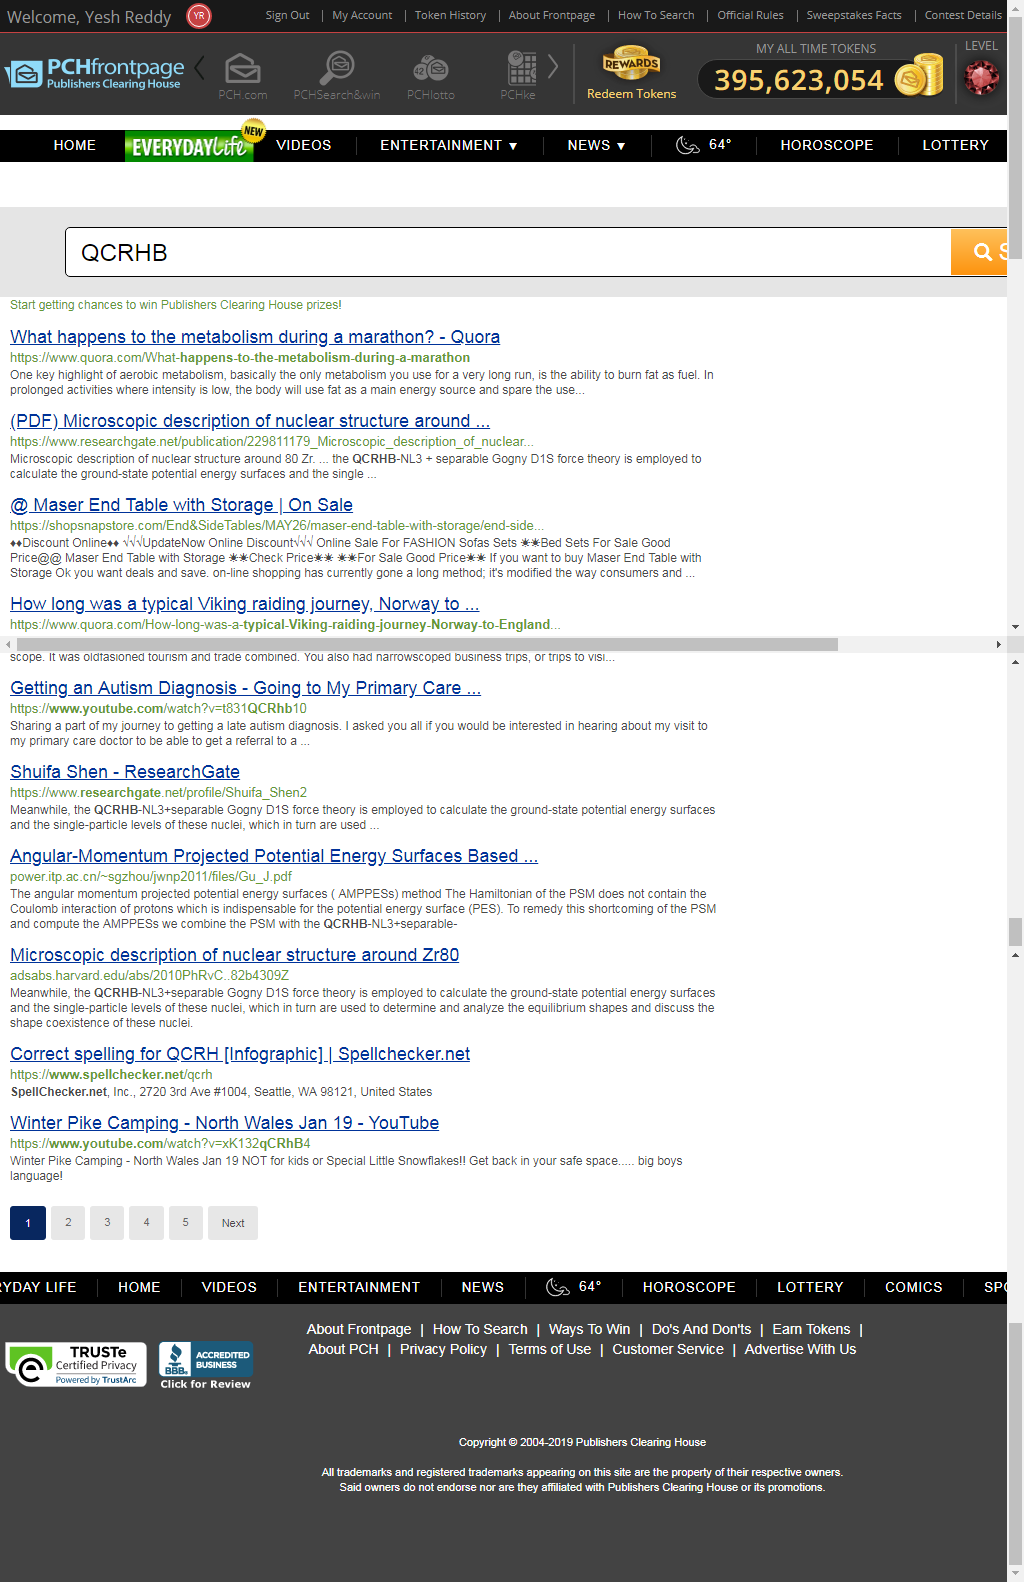 Welcome, Yesh Reddy YR Sign Out | My Account | Token History | About Frontpage | How To Search | Official Rules | Sweepstakes Facts | Contest Details
PCHfrontpage
Publishers Clearing House
PCH.com
PCHSearch&win
42
PCHlotto
PCHke
REWARDS
Redeem Tokens
MY ALL TIME TOKENS
395,623,054
LEVEL
HOME EVERYDAY Life NEW VIDEOS ENTERTAINMENT ▼ NEWS ▼ 64° HOROSCOPE LOTTERY
QCRHB
S
Start getting chances to win Publishers Clearing House prizes!
What happens to the metabolism during a marathon? - Quora
https://www.quora.com/What-happens-to-the-metabolism-during-a-marathon
One key highlight of aerobic metabolism, basically the only metabolism you use for a very long run, is the ability to burn fat as fuel. In
prolonged activities where intensity is low, the body will use fat as a main energy source and spare the use...
(PDF) Microscopic description of nuclear structure around ...
https://www.researchgate.net/publication/229811179_Microscopic_description_of_nuclear...
Microscopic description of nuclear structure around 80 Zr. ... the QCRHB-NL3 + separable Gogny D1S force theory is employed to
calculate the ground-state potential energy surfaces and the single ...
@ Maser End Table with Storage | On Sale
https://shopsnapstore.com/End&SideTables/MAY26/maser-end-table-with-storage/end-side...
♦♦Discount Online♦♦ √√√UpdateNow Online Discount√√√ Online Sale For FASHION Sofas Sets ✶✶Bed Sets For Sale Good
Price@@ Maser End Table with Storage ✶✶Check Price✶✶ ✶✶For Sale Good Price✶✶ If you want to buy Maser End Table with
Storage Ok you want deals and save. on-line shopping has currently gone a long method; it's modified the way consumers and ...
How long was a typical Viking raiding journey, Norway to ...
https://www.quora.com/How-long-was-a-typical-Viking-raiding-journey-Norway-to-England...
scope. It was oldfasioned tourism and trade combined. You also had narrowscoped business trips, or trips to visi...
Getting an Autism Diagnosis - Going to My Primary Care ...
https://www.youtube.com/watch?v=t831QCRhb10
Sharing a part of my journey to getting a late autism diagnosis. I asked you all if you would be interested in hearing about my visit to
my primary care doctor to be able to get a referral to a ...
Shuifa Shen - ResearchGate
https://www.researchgate.net/profile/Shuifa_Shen2
Meanwhile, the QCRHB-NL3+separable Gogny D1S force theory is employed to calculate the ground-state potential energy surfaces
and the single-particle levels of these nuclei, which in turn are used ...
Angular-Momentum Projected Potential Energy Surfaces Based ...
power.itp.ac.cn/~sgzhou/jwnp2011/files/Gu_J.pdf
The angular momentum projected potential energy surfaces ( AMPPESs) method The Hamiltonian of the PSM does not contain the
Coulomb interaction of protons which is indispensable for the potential energy surface (PES). To remedy this shortcoming of the PSM
and compute the AMPPESs we combine the PSM with the QCRHB-NL3+separable-
Microscopic description of nuclear structure around Zr80
adsabs.harvard.edu/abs/2010PhRvC..82b4309Z
Meanwhile, the QCRHB-NL3+separable Gogny D1S force theory is employed to calculate the ground-state potential energy surfaces
and the single-particle levels of these nuclei, which in turn are used to determine and analyze the equilibrium shapes and discuss the
shape coexistence of these nuclei.
Correct spelling for QCRH [Infographic] | Spellchecker.net
https://www.spellchecker.net/qcrh
SpellChecker.net, Inc., 2720 3rd Ave #1004, Seattle, WA 98121, United States
Winter Pike Camping - North Wales Jan 19 - YouTube
https://www.youtube.com/watch?v=xK132qCRhB4
Winter Pike Camping - North Wales Jan 19 NOT for kids or Special Little Snowflakes!! Get back in your safe space..... big boys
language!
1 2 3 4 5 Next
RYDAY LIFE HOME VIDEOS ENTERTAINMENT NEWS 64° HOROSCOPE LOTTERY COMICS SPO
About Frontpage | How To Search | Ways To Win | Do's And Don'ts | Earn Tokens |
About PCH | Privacy Policy | Terms of Use | Customer Service | Advertise With Us
TRUSTe
Certified Privacy
Powered by TrustArc
BBB.
ACCREDITED
BUSINESS
Click for Review
Copyright © 2004-2019 Publishers Clearing House
All trademarks and registered trademarks appearing on this site are the property of their respective owners.
Said owners do not endorse nor are they affiliated with Publishers Clearing House or its promotions.